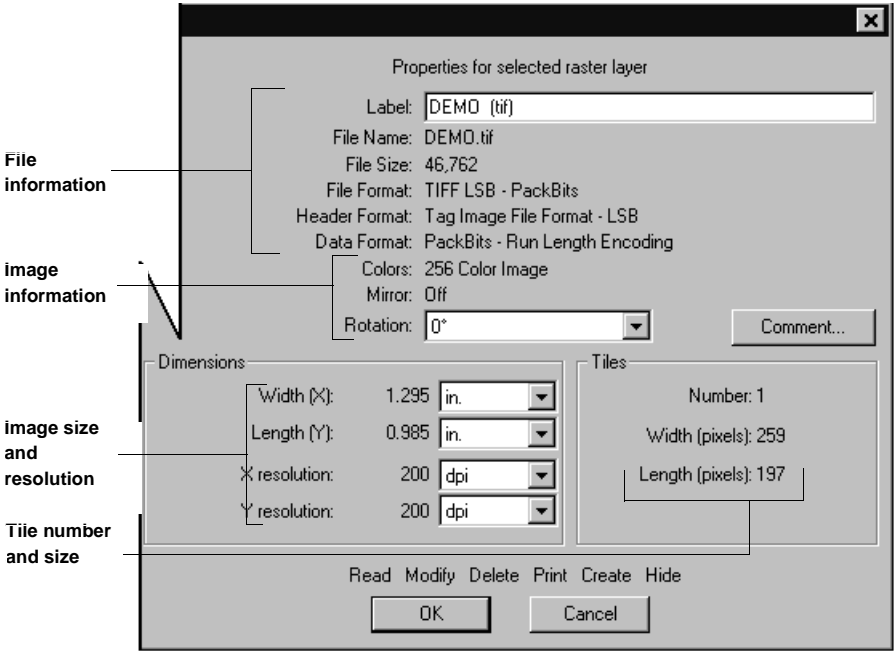 Properties for selected raster layer
Label: DEMO (tif)
File Name: DEMO.tif
File Size: 46,762
File Format: TIFF LSB - PackBits
Header Format: Tag Image File Format - LSB
Data Format: PackBits - Run Length Encoding
Colors: 256 Color Image
Mirror: Off
Rotation: 0°
Comment...
File
information
Image
information
Dimensions
Width (X): 1.295 in.
Length (Y): 0.985 in.
X resolution: 200 dpi
Y resolution: 200 dpi
Tiles
Number: 1
Width (pixels): 259
Length (pixels): 197
Image size
and
resolution
Tile number
and size
Read Modify Delete Print Create Hide
OK Cancel